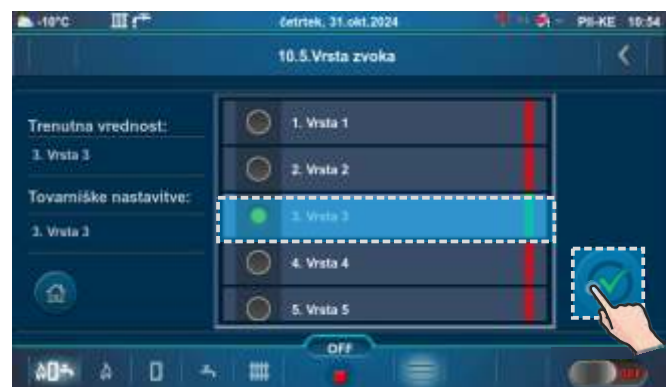 -10°C četrtek, 31.okt.2024 PII-KE 10:54
10.5.Vrsta zvoka
Trenutna vrednost:
3. Vrsta 3
Tovarniške nastavitve:
3. Vrsta 3
1. Vrsta 1
2. Vrsta 2
3. Vrsta 3
4. Vrsta 4
5. Vrsta 5
OFF
OFF